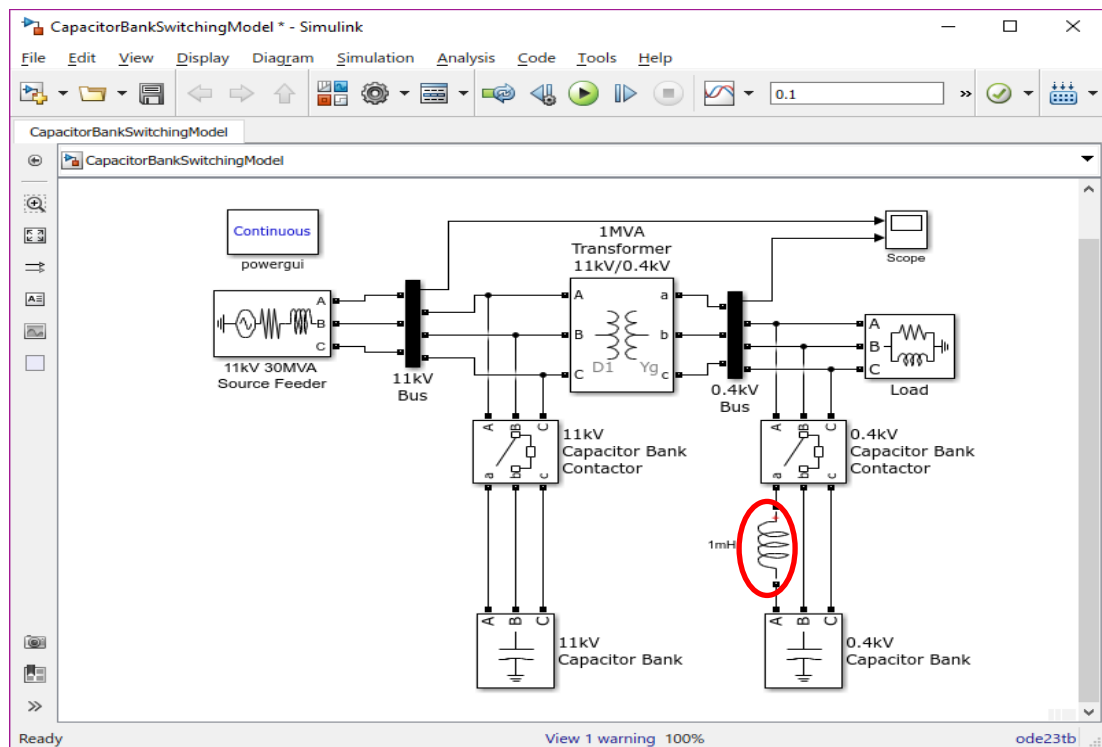 CapacitorBankSwitchingModel * - Simulink
File Edit View Display Diagram Simulation Analysis Code Tools Help
0.1 »
CapacitorBankSwitchingModel
CapacitorBankSwitchingModel
Continuous
powergui
1MVA
Transformer
11kV/0.4kV
Scope
A
B
C
11kV 30MVA
Source Feeder
11kV
Bus
A
B
C
a
b
c
D1 Yg
0.4kV
Bus
A
B
C
Load
A B C
a b c
11kV
Capacitor Bank
Contactor
A B C
a b c
0.4kV
Capacitor Bank
Contactor
+
1mH
A B C
11kV
Capacitor Bank
A B C
0.4kV
Capacitor Bank
»
Ready View 1 warning 100% ode23tb